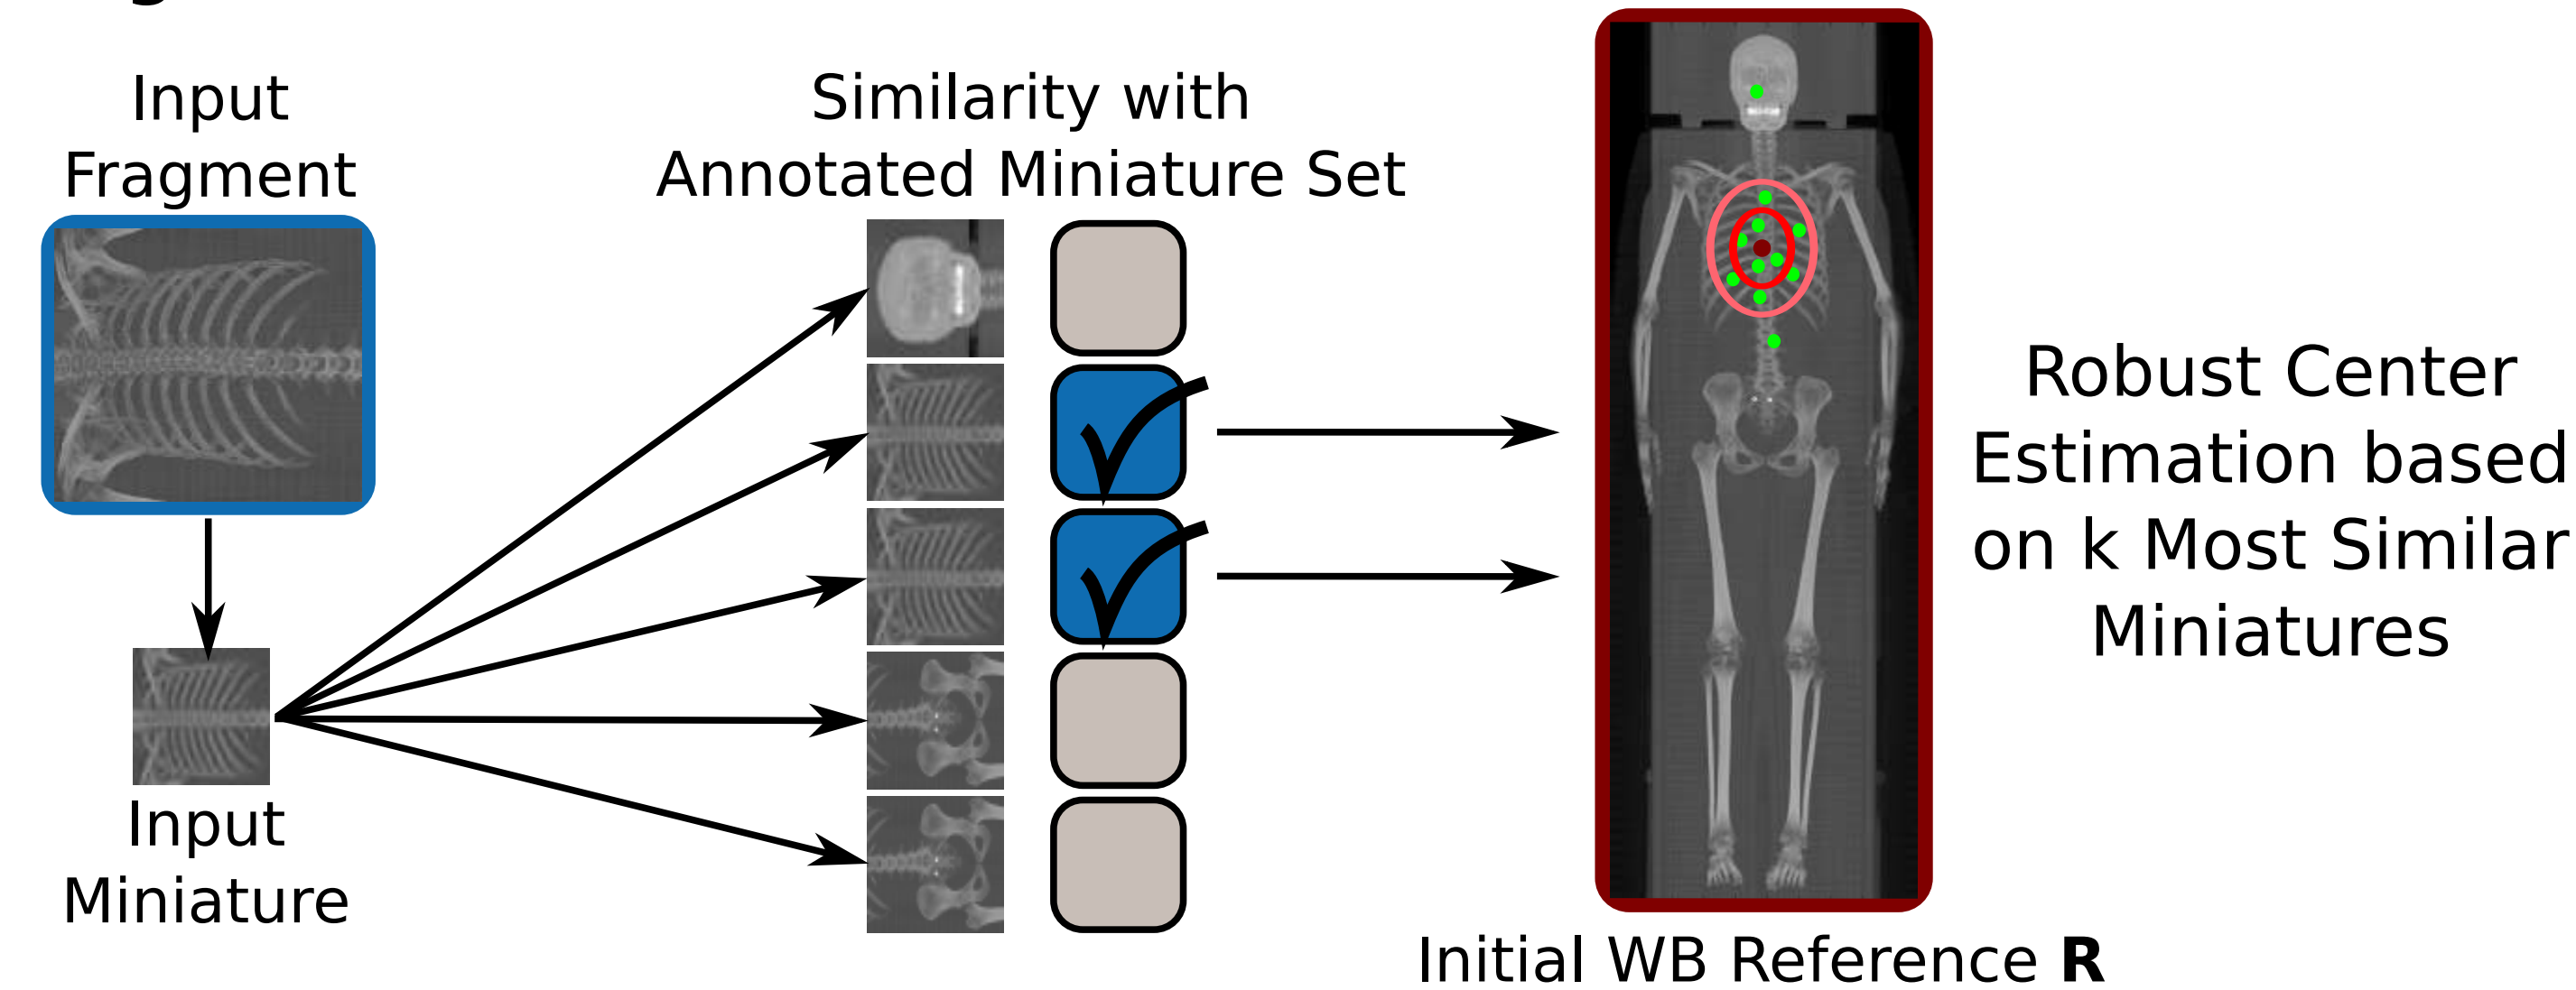 Input
Fragment
Similarity with
Annotated Miniature Set
Input
Miniature
Robust Center
Estimation based
on k Most Similar
Miniatures
Initial WB Reference R